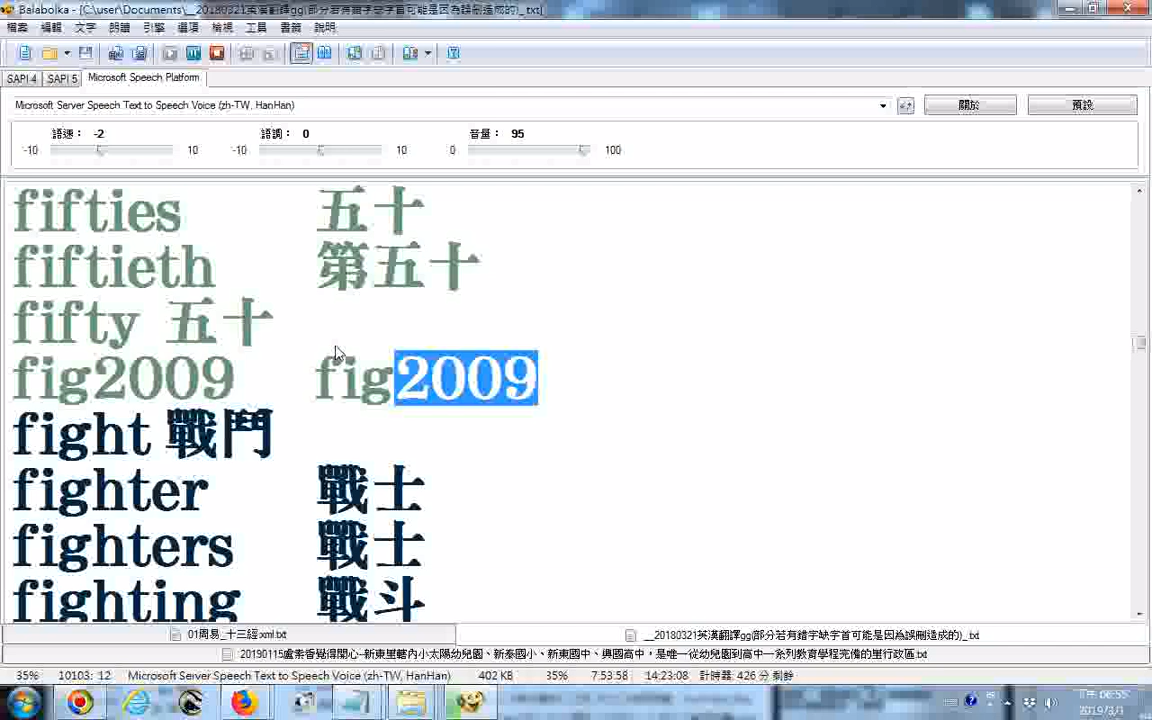 Balabolka - [C:\user\Documents\__20180321英漢翻譯gg(部分若有錯字缺字首可能是因為誤刪造成的)_.txt]
檔案 編輯 文字 朗讀 引擎 選項 檢視 工具 書籤 說明
SAPI 4 SAPI 5 Microsoft Speech Platform
Microsoft Server Speech Text to Speech Voice (zh-TW, HanHan) 關於 預設
語速： -2 語調： 0 音量： 95
-10 10 -10 10 0 100
fifties 五十
fiftieth 第五十
fifty 五十
fig2009 fig2009
fight 戰鬥
fighter 戰士
fighters 戰士
fighting 戰斗
01周易_十三經.xml.txt __20180321英漢翻譯gg(部分若有錯字缺字首可能是因為誤刪造成的)_.txt
20190115盧素香覺得開心-新東里轄內小太陽幼兒園、新泰國小、新東國中、興國高中，是唯一從幼兒園到高中一系列教育學程完備的里行政區.txt
35% 10103: 12 Microsoft Server Speech Text to Speech Voice (zh-TW, HanHan) 402 KB 35% 7:53:58 14:23:08 計時器: 426 分 剩餘
下午 06:55